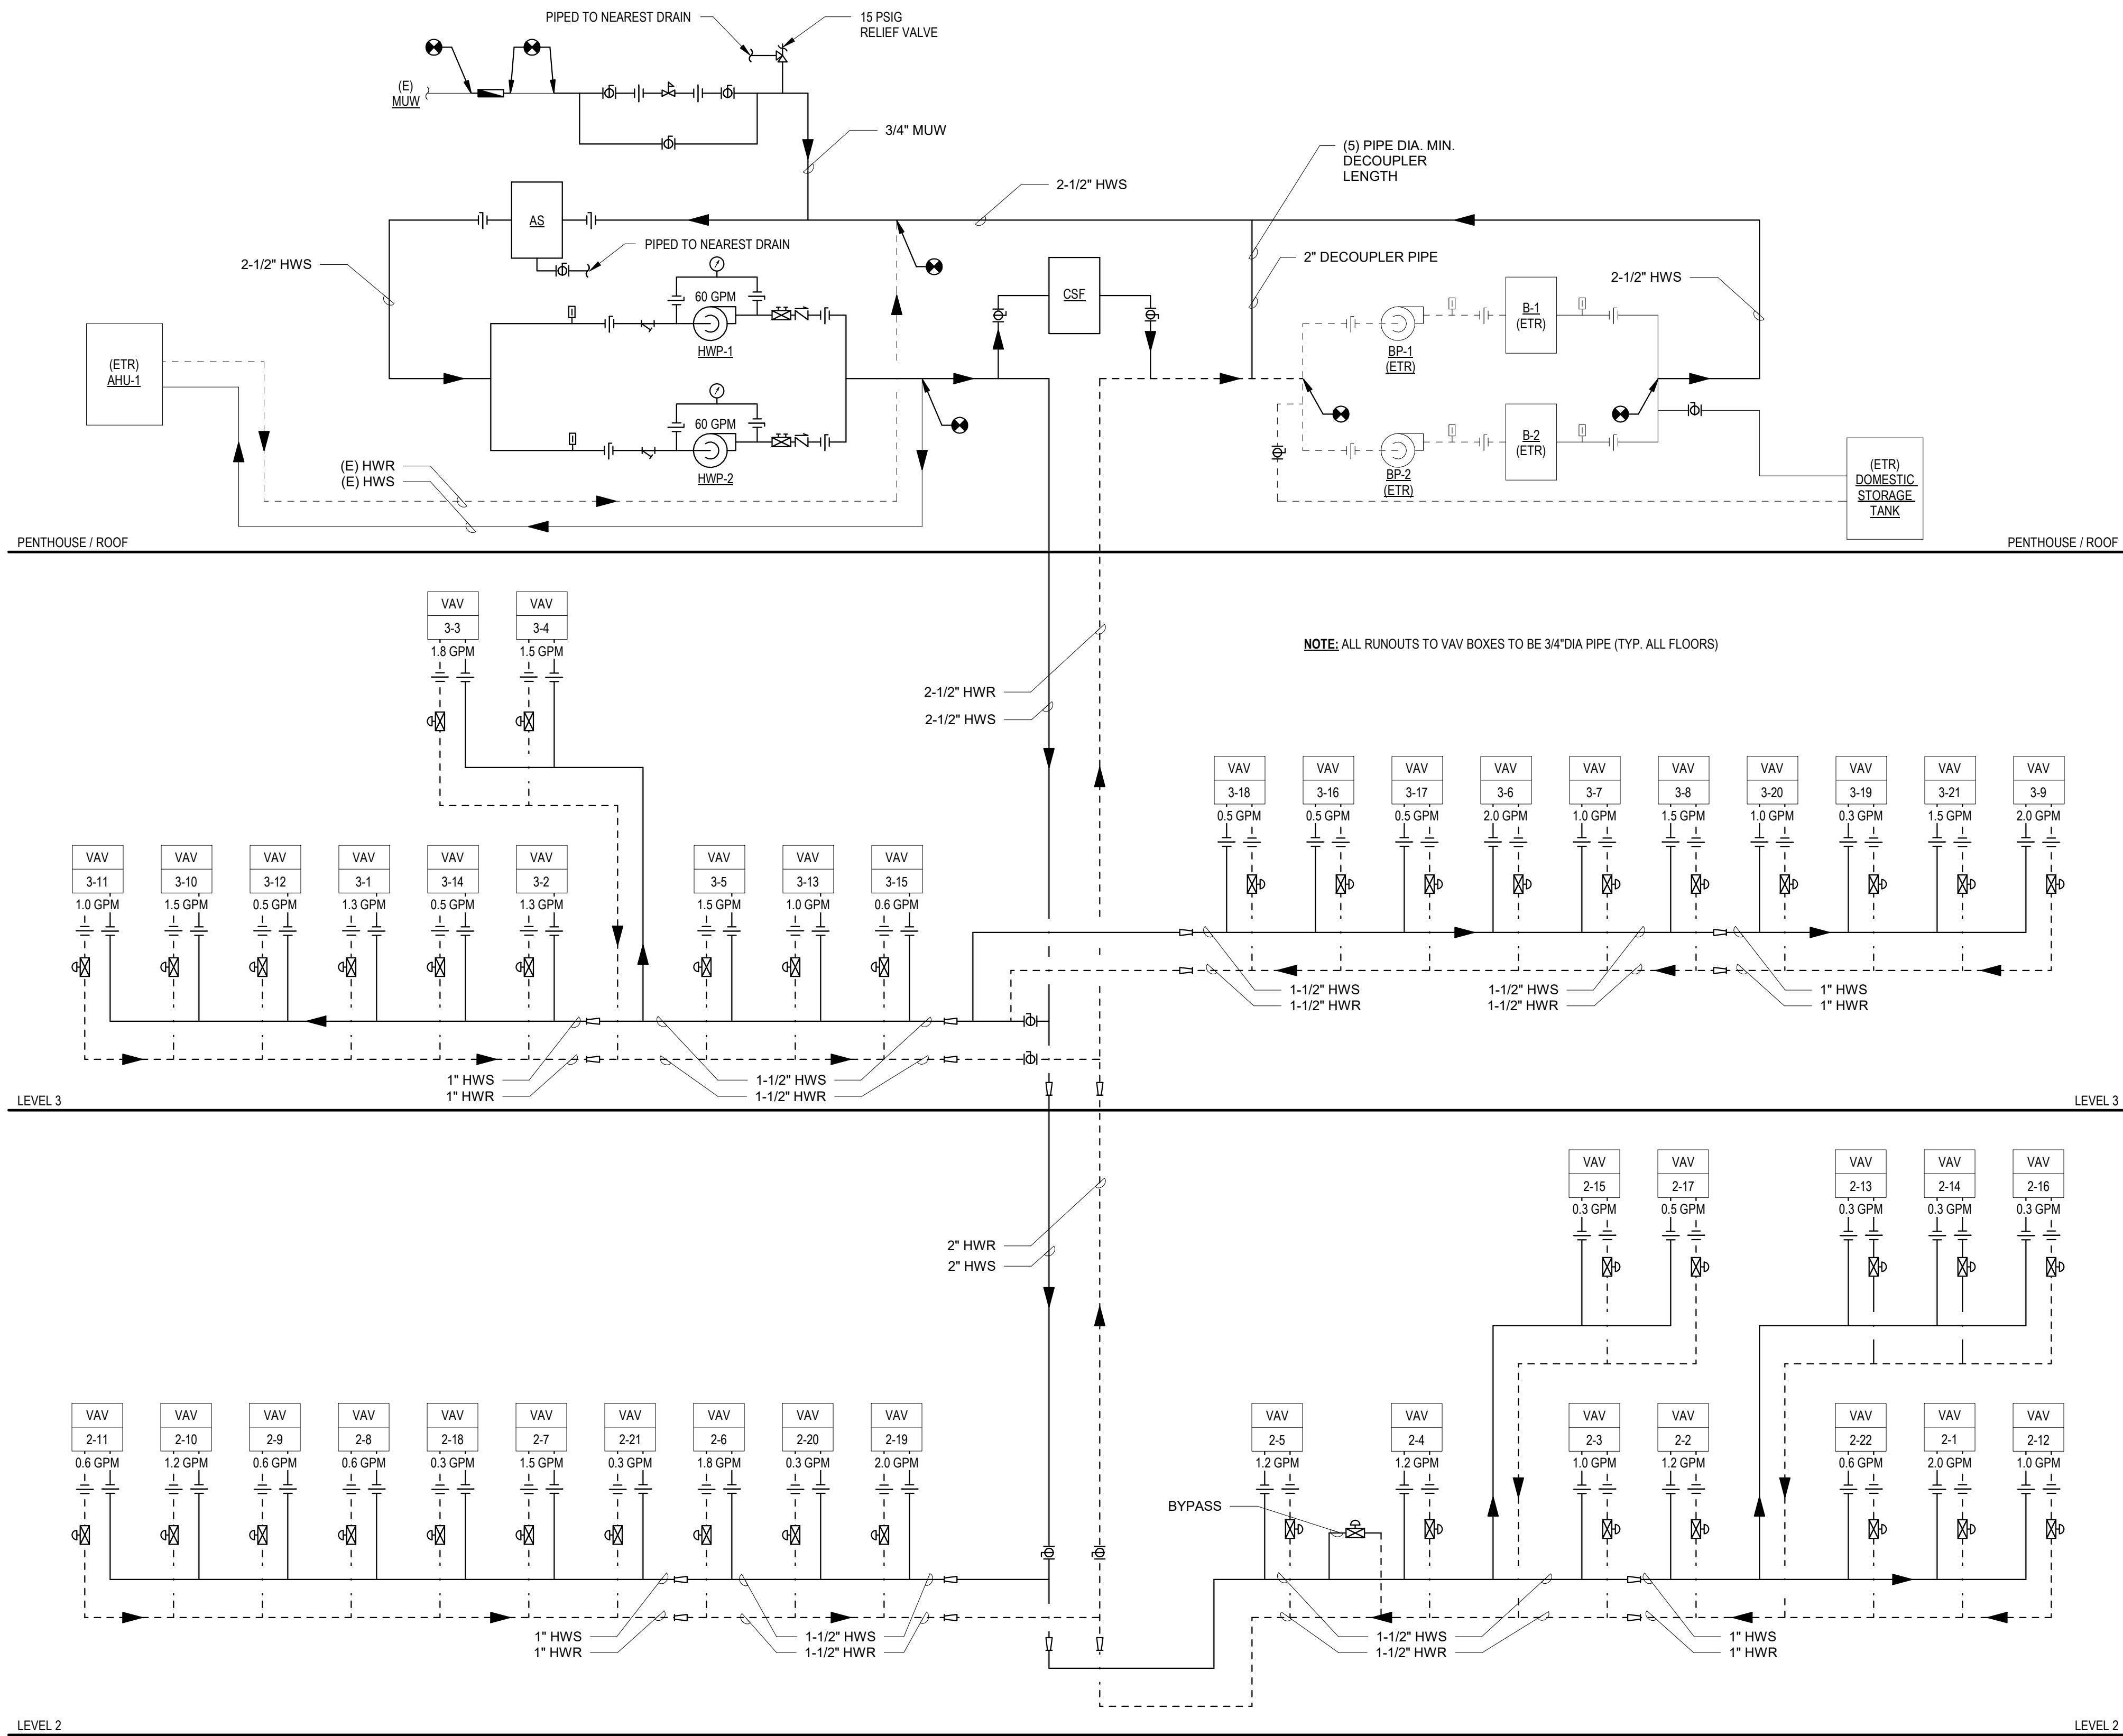 PIPED TO NEAREST DRAIN
15 PSIG
RELIEF VALVE
(E)
MUW
3/4" MUW
(5) PIPE DIA. MIN.
DECOUPLER
LENGTH
2-1/2" HWS
AS
PIPED TO NEAREST DRAIN
2-1/2" HWS
2" DECOUPLER PIPE
2-1/2" HWS
CSF
60 GPM
HWP-1
B-1
(ETR)
BP-1
(ETR)
(ETR)
AHU-1
60 GPM
HWP-2
B-2
(ETR)
BP-2
(ETR)
(E) HWR
(E) HWS
(ETR)
DOMESTIC
STORAGE
TANK
PENTHOUSE / ROOF
PENTHOUSE / ROOF
VAV
3-3
1.8 GPM
VAV
3-4
1.5 GPM
NOTE: ALL RUNOUTS TO VAV BOXES TO BE 3/4"DIA PIPE (TYP. ALL FLOORS)
2-1/2" HWR
2-1/2" HWS
VAV
3-18
0.5 GPM
VAV
3-16
0.5 GPM
VAV
3-17
0.5 GPM
VAV
3-6
2.0 GPM
VAV
3-7
1.0 GPM
VAV
3-8
1.5 GPM
VAV
3-20
1.0 GPM
VAV
3-19
0.3 GPM
VAV
3-21
1.5 GPM
VAV
3-9
2.0 GPM
VAV
3-11
1.0 GPM
VAV
3-10
1.5 GPM
VAV
3-12
0.5 GPM
VAV
3-1
1.3 GPM
VAV
3-14
0.5 GPM
VAV
3-2
1.3 GPM
VAV
3-5
1.5 GPM
VAV
3-13
1.0 GPM
VAV
3-15
0.6 GPM
1-1/2" HWS
1-1/2" HWR
1-1/2" HWS
1-1/2" HWR
1" HWS
1" HWR
1" HWS
1" HWR
1-1/2" HWS
1-1/2" HWR
LEVEL 3
LEVEL 3
VAV
2-15
0.3 GPM
VAV
2-17
0.5 GPM
VAV
2-13
0.3 GPM
VAV
2-14
0.3 GPM
VAV
2-16
0.3 GPM
2" HWR
2" HWS
VAV
2-11
0.6 GPM
VAV
2-10
1.2 GPM
VAV
2-9
0.6 GPM
VAV
2-8
0.6 GPM
VAV
2-18
0.3 GPM
VAV
2-7
1.5 GPM
VAV
2-21
0.3 GPM
VAV
2-6
1.8 GPM
VAV
2-20
0.3 GPM
VAV
2-19
2.0 GPM
VAV
2-5
1.2 GPM
VAV
2-4
1.2 GPM
VAV
2-3
1.0 GPM
VAV
2-2
1.2 GPM
VAV
2-22
0.6 GPM
VAV
2-1
2.0 GPM
VAV
2-12
1.0 GPM
BYPASS
1" HWS
1" HWR
1-1/2" HWS
1-1/2" HWR
1-1/2" HWS
1-1/2" HWR
1" HWS
1" HWR
LEVEL 2
LEVEL 2